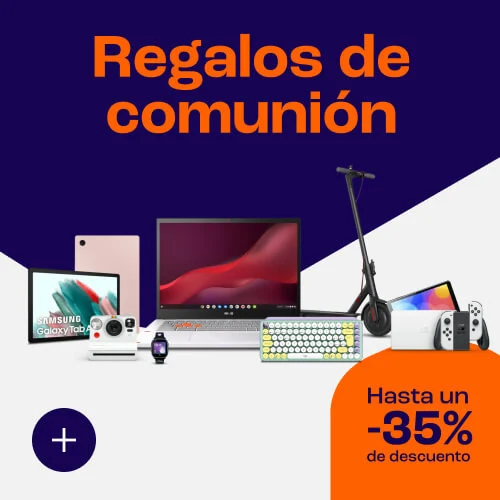 Regalos de
comunión
SAMSUNG
Galaxy Tab A
Hasta un
-35%
de descuento